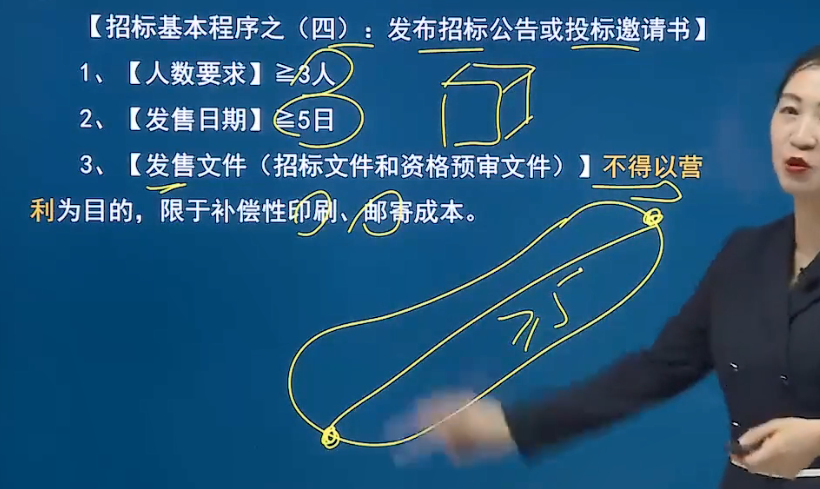 【招标基本程序之（四）：发布招标公告或投标邀请书】
1、【人数要求】≧3人
2、【发售日期】≧5日
3、【发售文件（招标文件和资格预审文件）】不得以营
利为目的，限于补偿性印刷、邮寄成本。
≥5